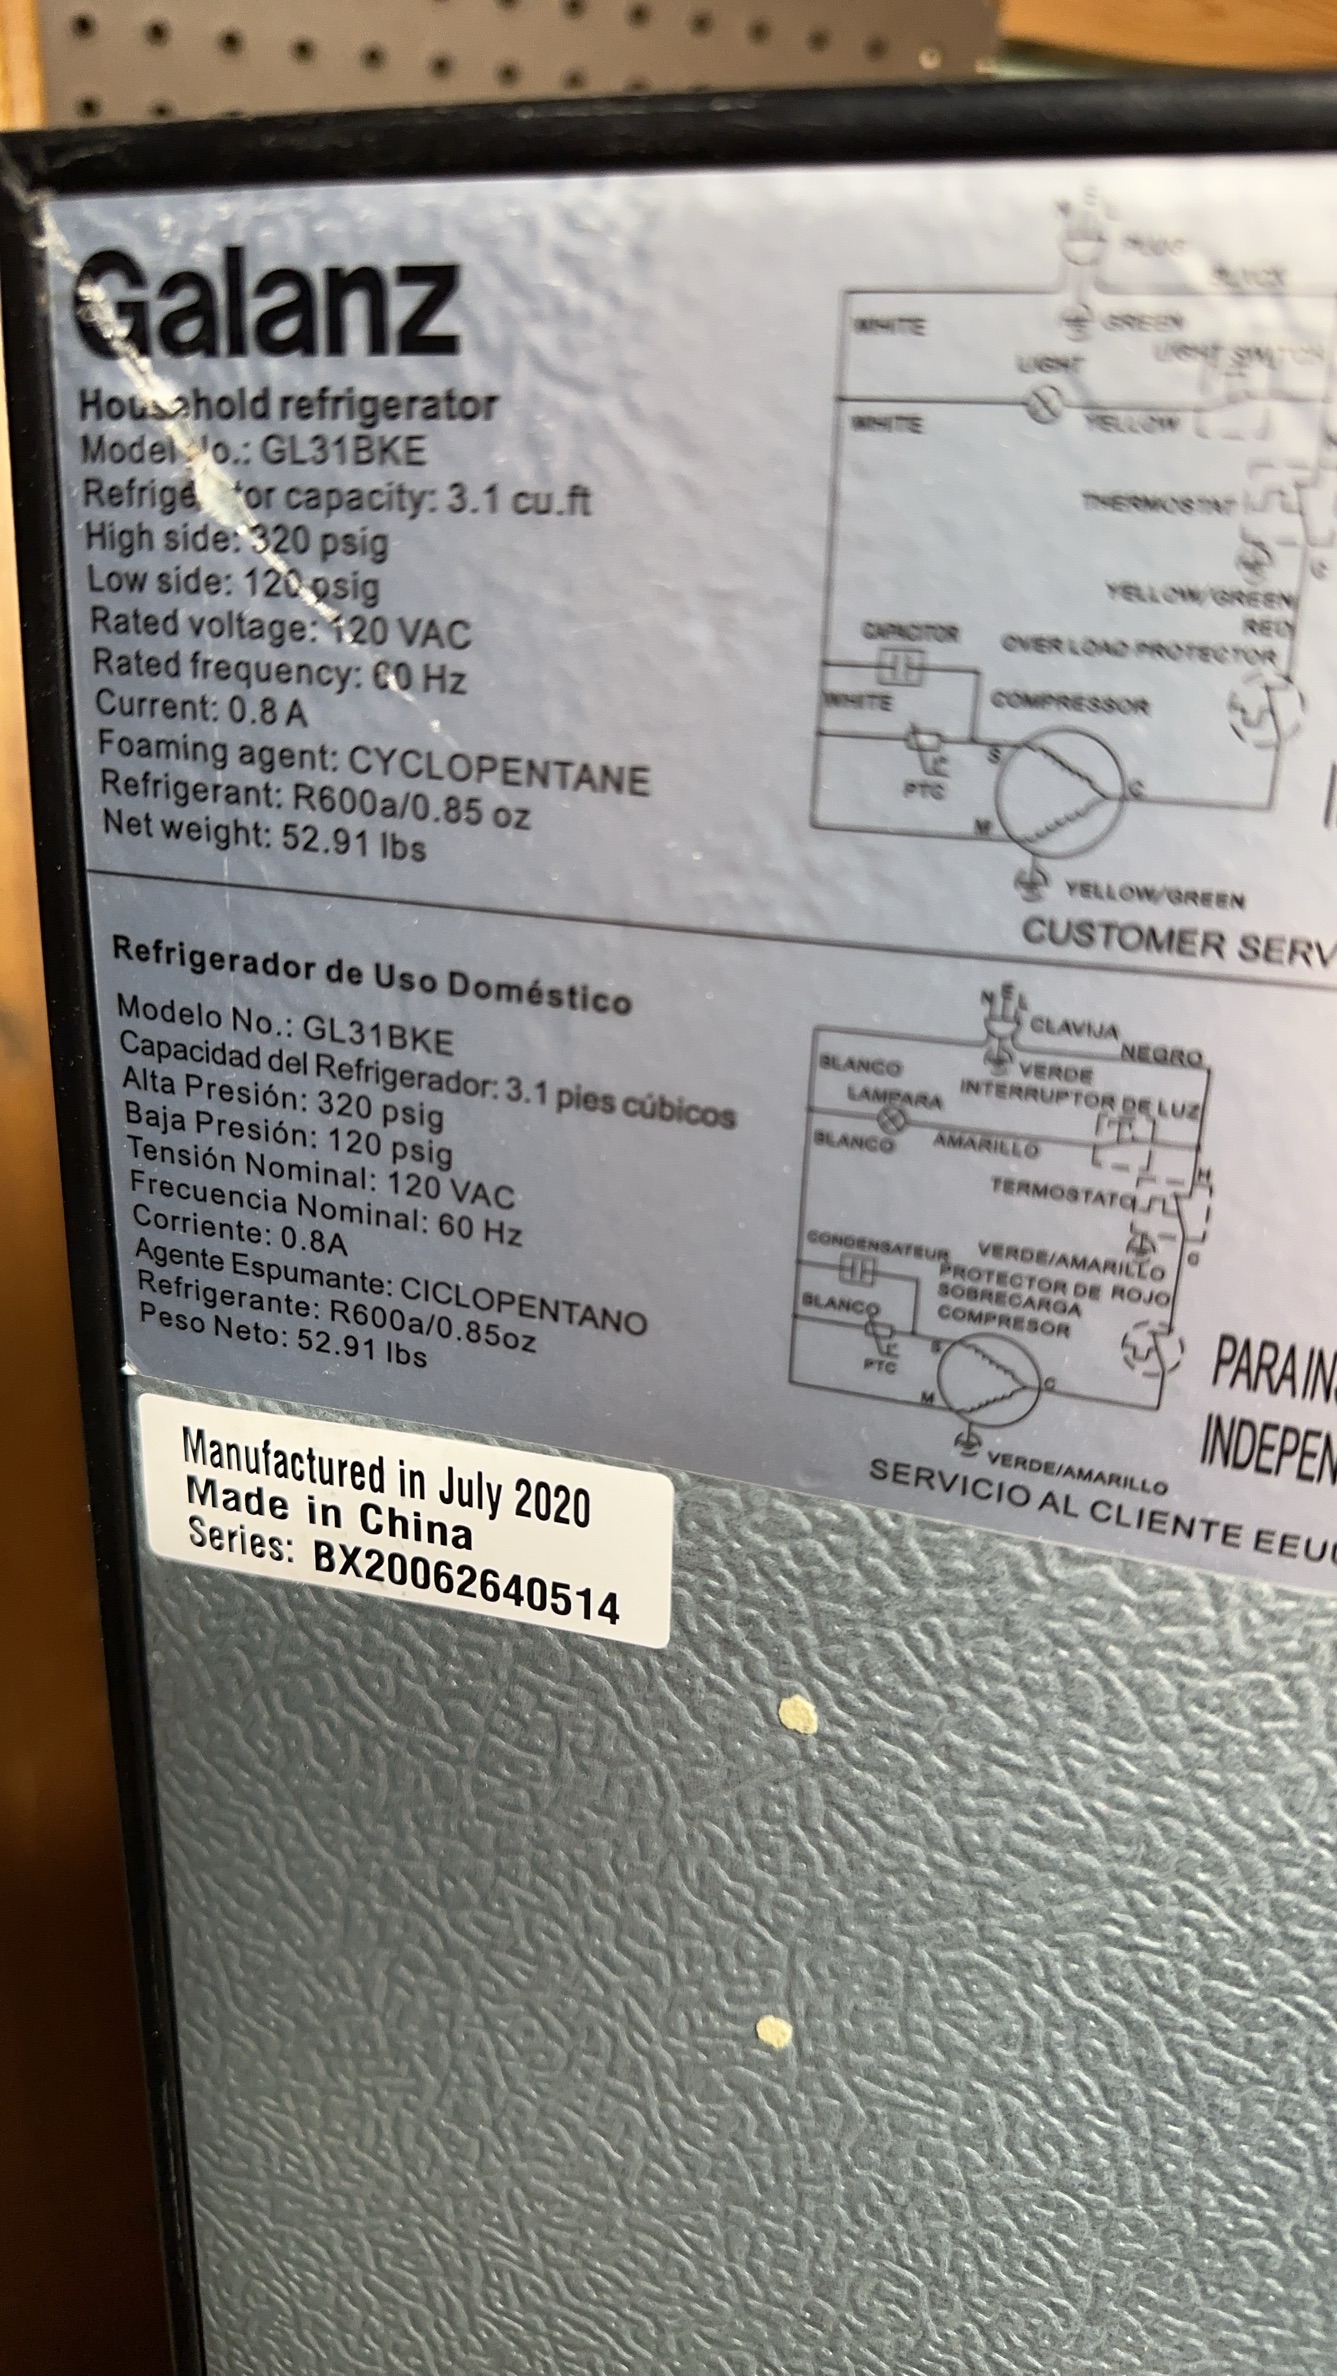 Galanz
Household refrigerator
Model No.: GL31BKE
Refrigerator capacity: 3.1 cu.ft
High side: 320 psig
Low side: 120 psig
Rated voltage: 120 VAC
Rated frequency: 60 Hz
Current: 0.8 A
Foaming agent: CYCLOPENTANE
Refrigerant: R600a/0.85 oz
Net weight: 52.91 lbs
PLUG
WHITE
GREEN
LIGHT
LIGHT SWITCH
WHITE
YELLOW
THERMOSTAT
C
YELLOW/GREEN
RED
CAPACITOR
OVER LOAD PROTECTOR
WHITE
COMPRESSOR
S
PTC
C
M
YELLOW/GREEN
CUSTOMER SERV
Refrigerador de Uso Doméstico
Modelo No.: GL31BKE
Capacidad del Refrigerador: 3.1 pies cúbicos
Alta Presión: 320 psig
Baja Presión: 120 psig
Tensión Nominal: 120 VAC
Frecuencia Nominal: 60 Hz
Corriente: 0.8A
Agente Espumante: CICLOPENTANO
Refrigerante: R600a/0.85oz
Peso Neto: 52.91 lbs
N E L
CLAVIJA
NEGRO
BLANCO
VERDE
LAMPARA
INTERRUPTOR DE LUZ
BLANCO
AMARILLO
H
TERMOSTATO
C
CONDENSATEUR
VERDE/AMARILLO
PROTECTOR DE ROJO
SOBRECARGA
BLANCO
COMPRESOR
S
PTC
C
M
VERDE/AMARILLO
SERVICIO AL CLIENTE EEUU
PARA INS
INDEPEN
Manufactured in July 2020
Made in China
Series: BX20062640514